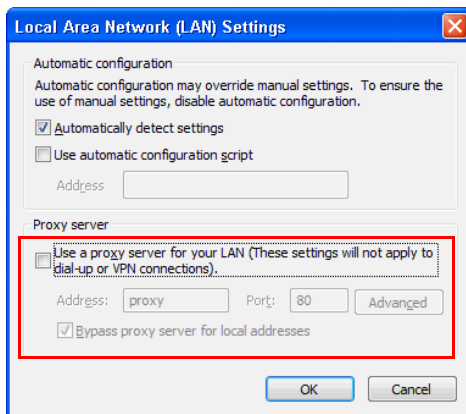 Local Area Network (LAN) Settings
Automatic configuration
Automatic configuration may override manual settings. To ensure the
use of manual settings, disable automatic configuration.
Automatically detect settings
Use automatic configuration script
Address
Proxy server
Use a proxy server for your LAN (These settings will not apply to
dial-up or VPN connections).
Address: proxy Port: 80 Advanced
Bypass proxy server for local addresses
OK Cancel